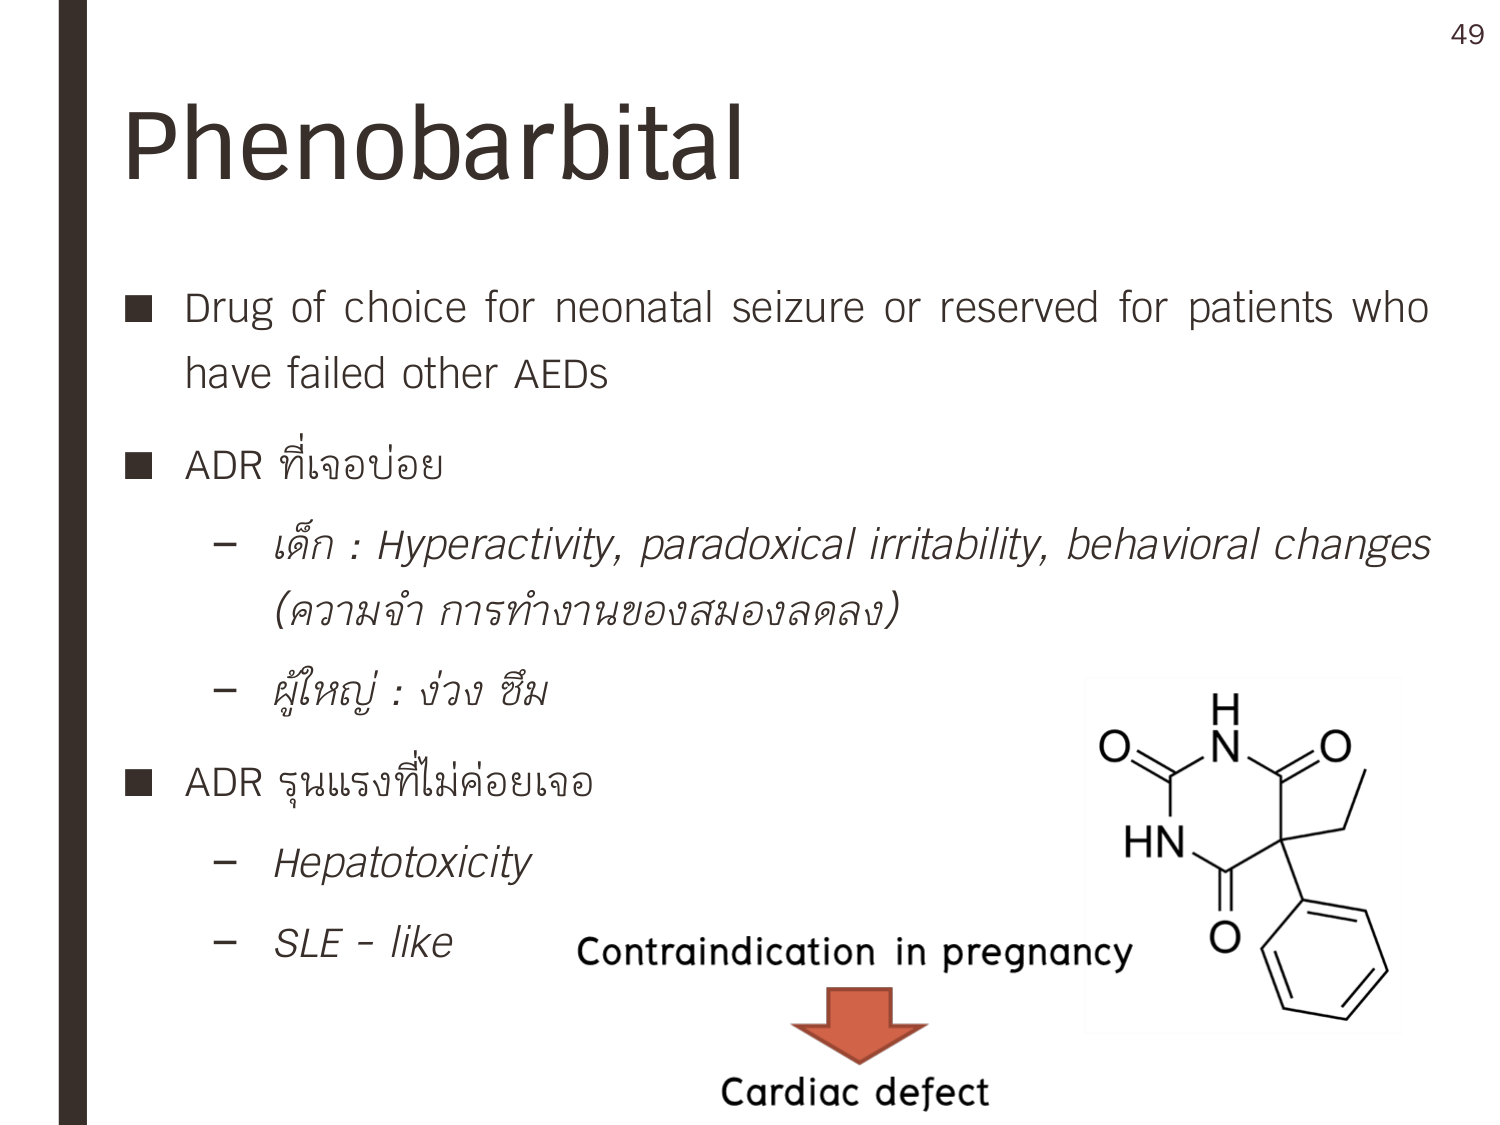 49
Phenobarbital
■ Drug of choice for neonatal seizure or reserved for patients who
have failed other AEDs
■ ADR ที่เจอบ่อย
– เด็ก : Hyperactivity, paradoxical irritability, behavioral changes
(ความจำ การทำงานของสมองลดลง)
– ผู้ใหญ่ : ง่วง ซึม
■ ADR รุนแรงที่ไม่ค่อยเจอ
– Hepatotoxicity
– SLE - like
Contraindication in pregnancy
Cardiac defect
H
O N O
HN
O